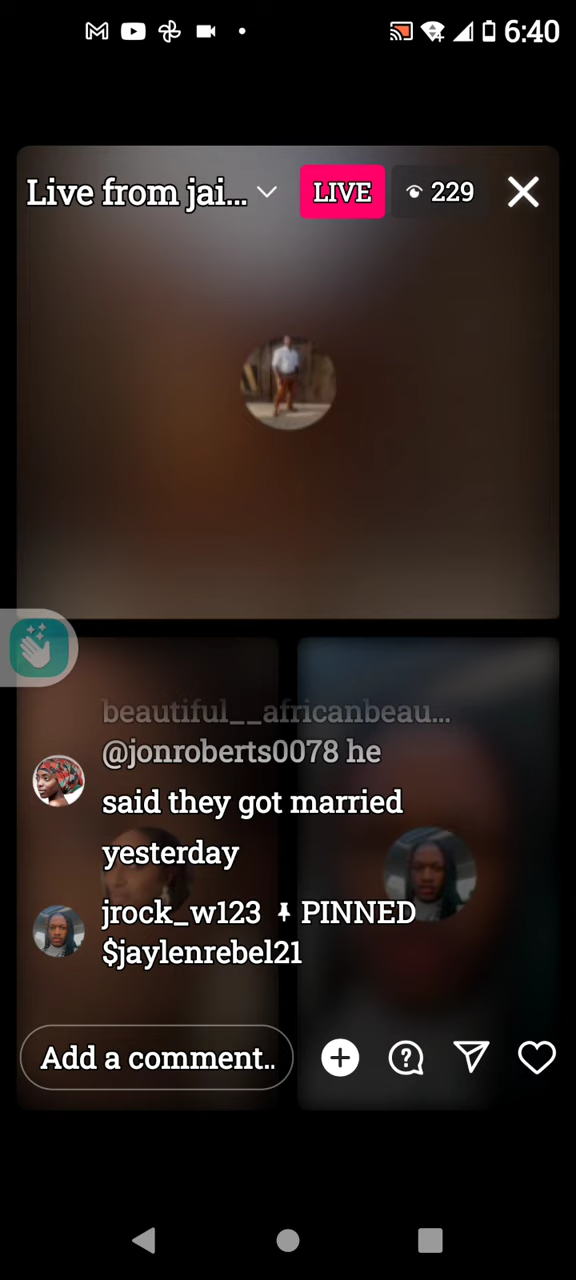 6:40
Live from jai...
LIVE
229
beautiful__africanbeau...
@jonroberts0078 he
said they got married
yesterday
jrock_w123 PINNED
$jaylenrebel21
Add a comment..